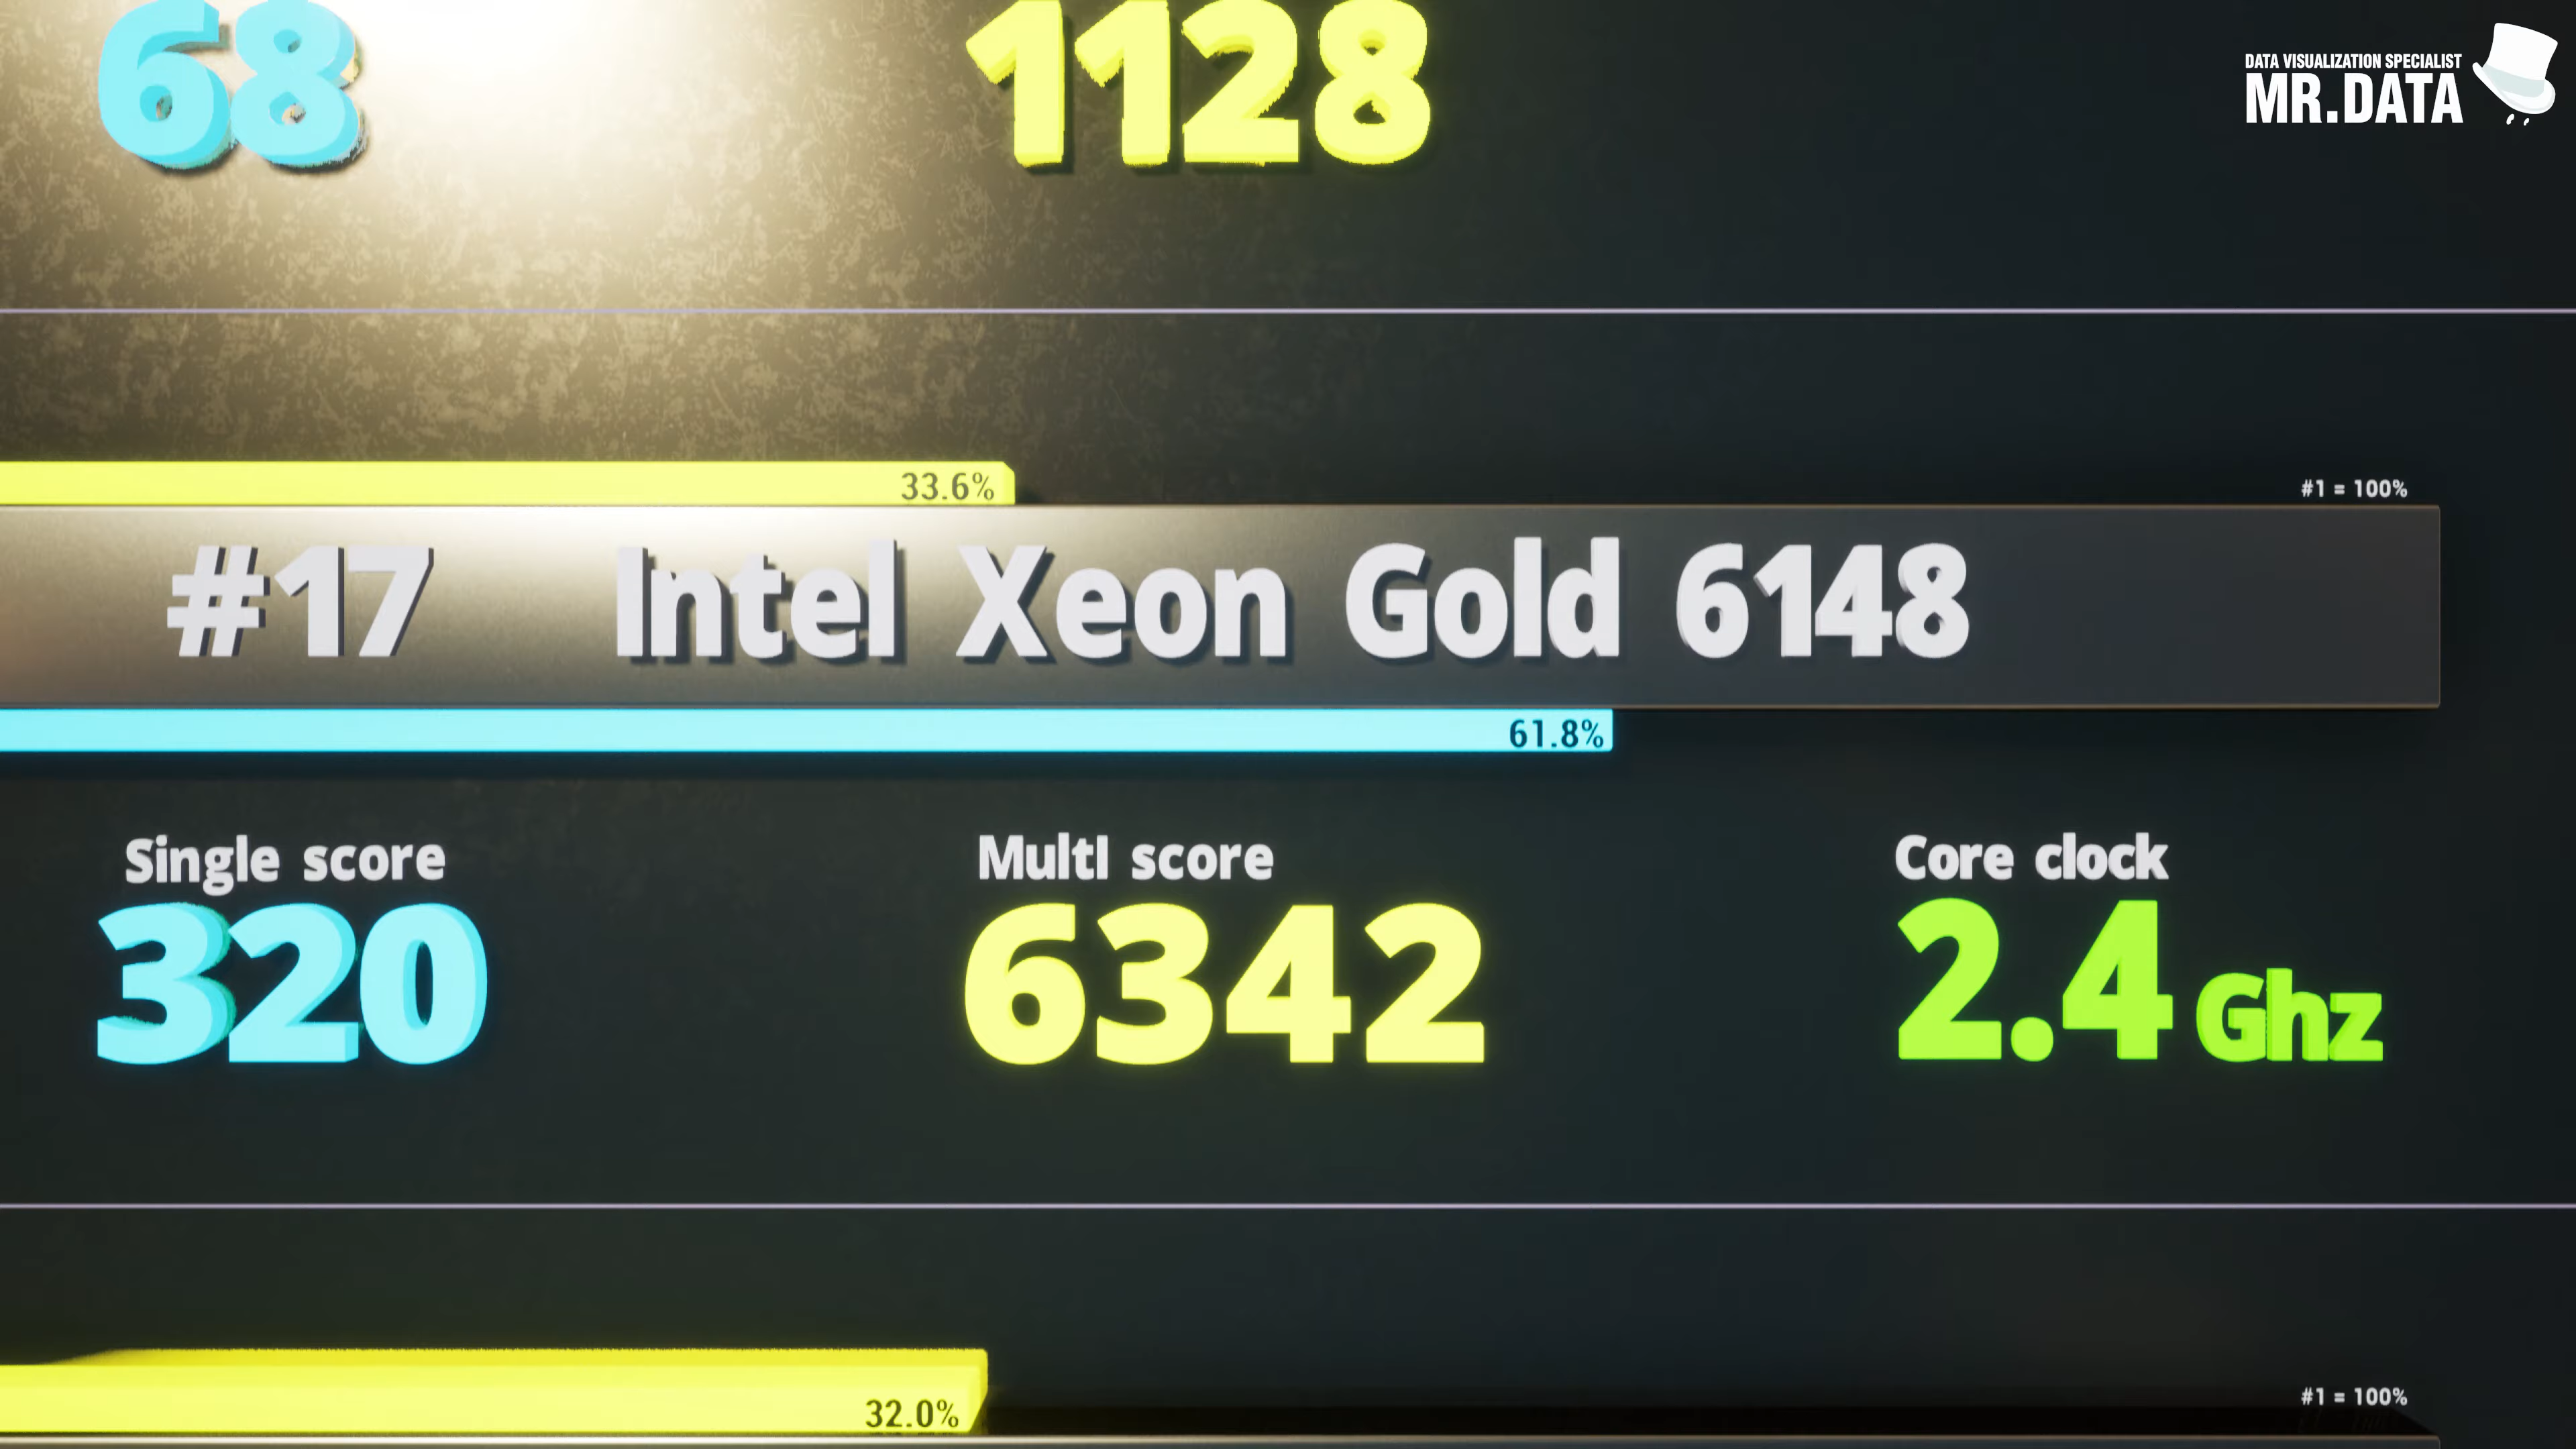 68 1128
DATA VISUALIZATION SPECIALIST
MR.DATA
33.6%
#1 = 100%
#17 Intel Xeon Gold 6148
61.8%
Single score MultI score Core clock
320 6342 2.4 Ghz
32.0%
#1 = 100%